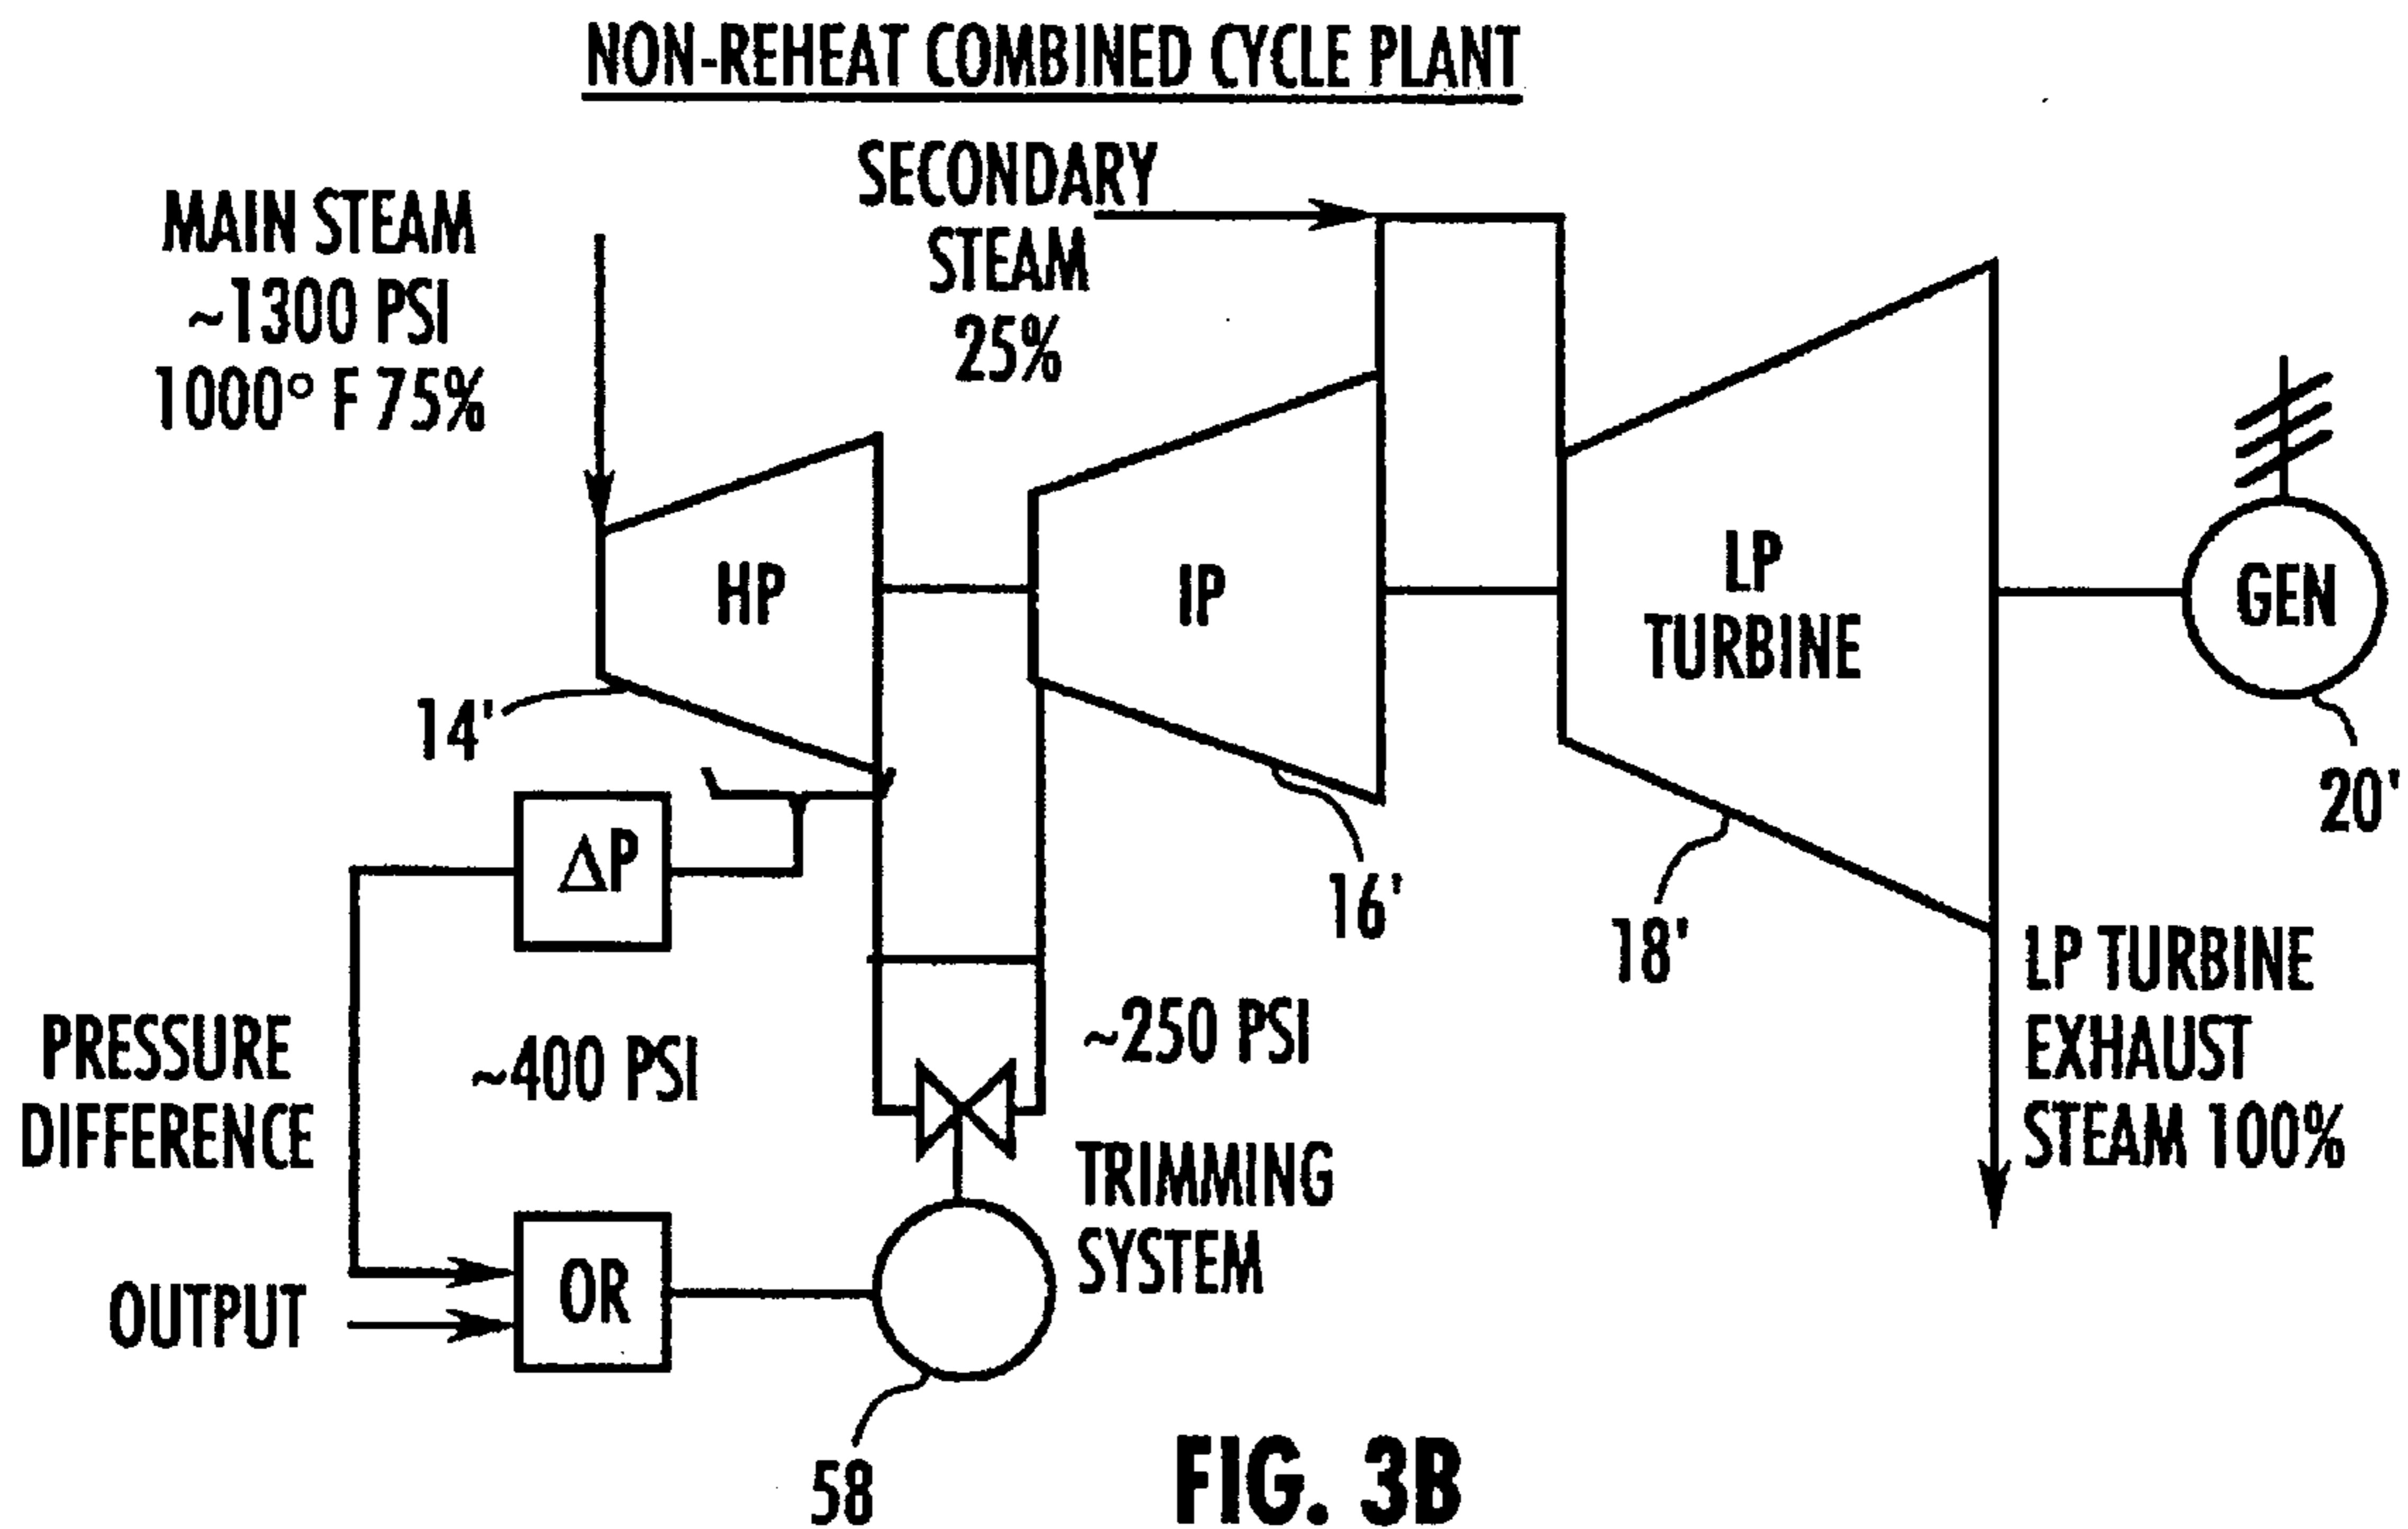 NON-REHEAT COMBINED CYCLE PLANT
MAIN STEAM
~1300 PSI
1000° F 75%
SECONDARY
STEAM
25%
HP
IP
LP
TURBINE
GEN
14'
16'
18'
20'
ΔP
PRESSURE
DIFFERENCE
~400 PSI
~250 PSI
LP TURBINE
EXHAUST
STEAM 100%
TRIMMING
SYSTEM
OUTPUT
OR
58
FIG. 3B